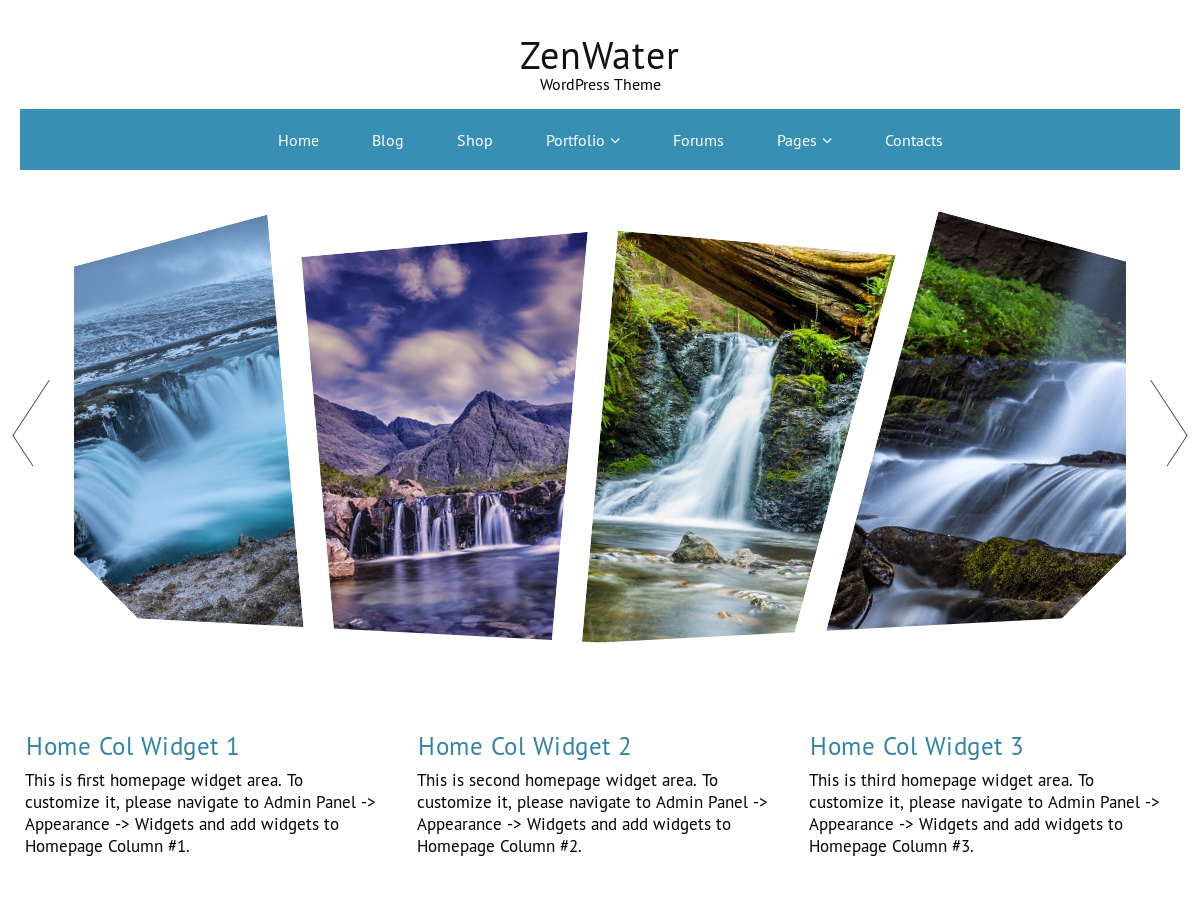 ZenWater
WordPress Theme
Home Blog Shop Portfolio Forums Pages Contacts
Home Col Widget 1
This is first homepage widget area. To
customize it, please navigate to Admin Panel ->
Appearance -> Widgets and add widgets to
Homepage Column #1.
Home Col Widget 2
This is second homepage widget area. To
customize it, please navigate to Admin Panel ->
Appearance -> Widgets and add widgets to
Homepage Column #2.
Home Col Widget 3
This is third homepage widget area. To
customize it, please navigate to Admin Panel ->
Appearance -> Widgets and add widgets to
Homepage Column #3.